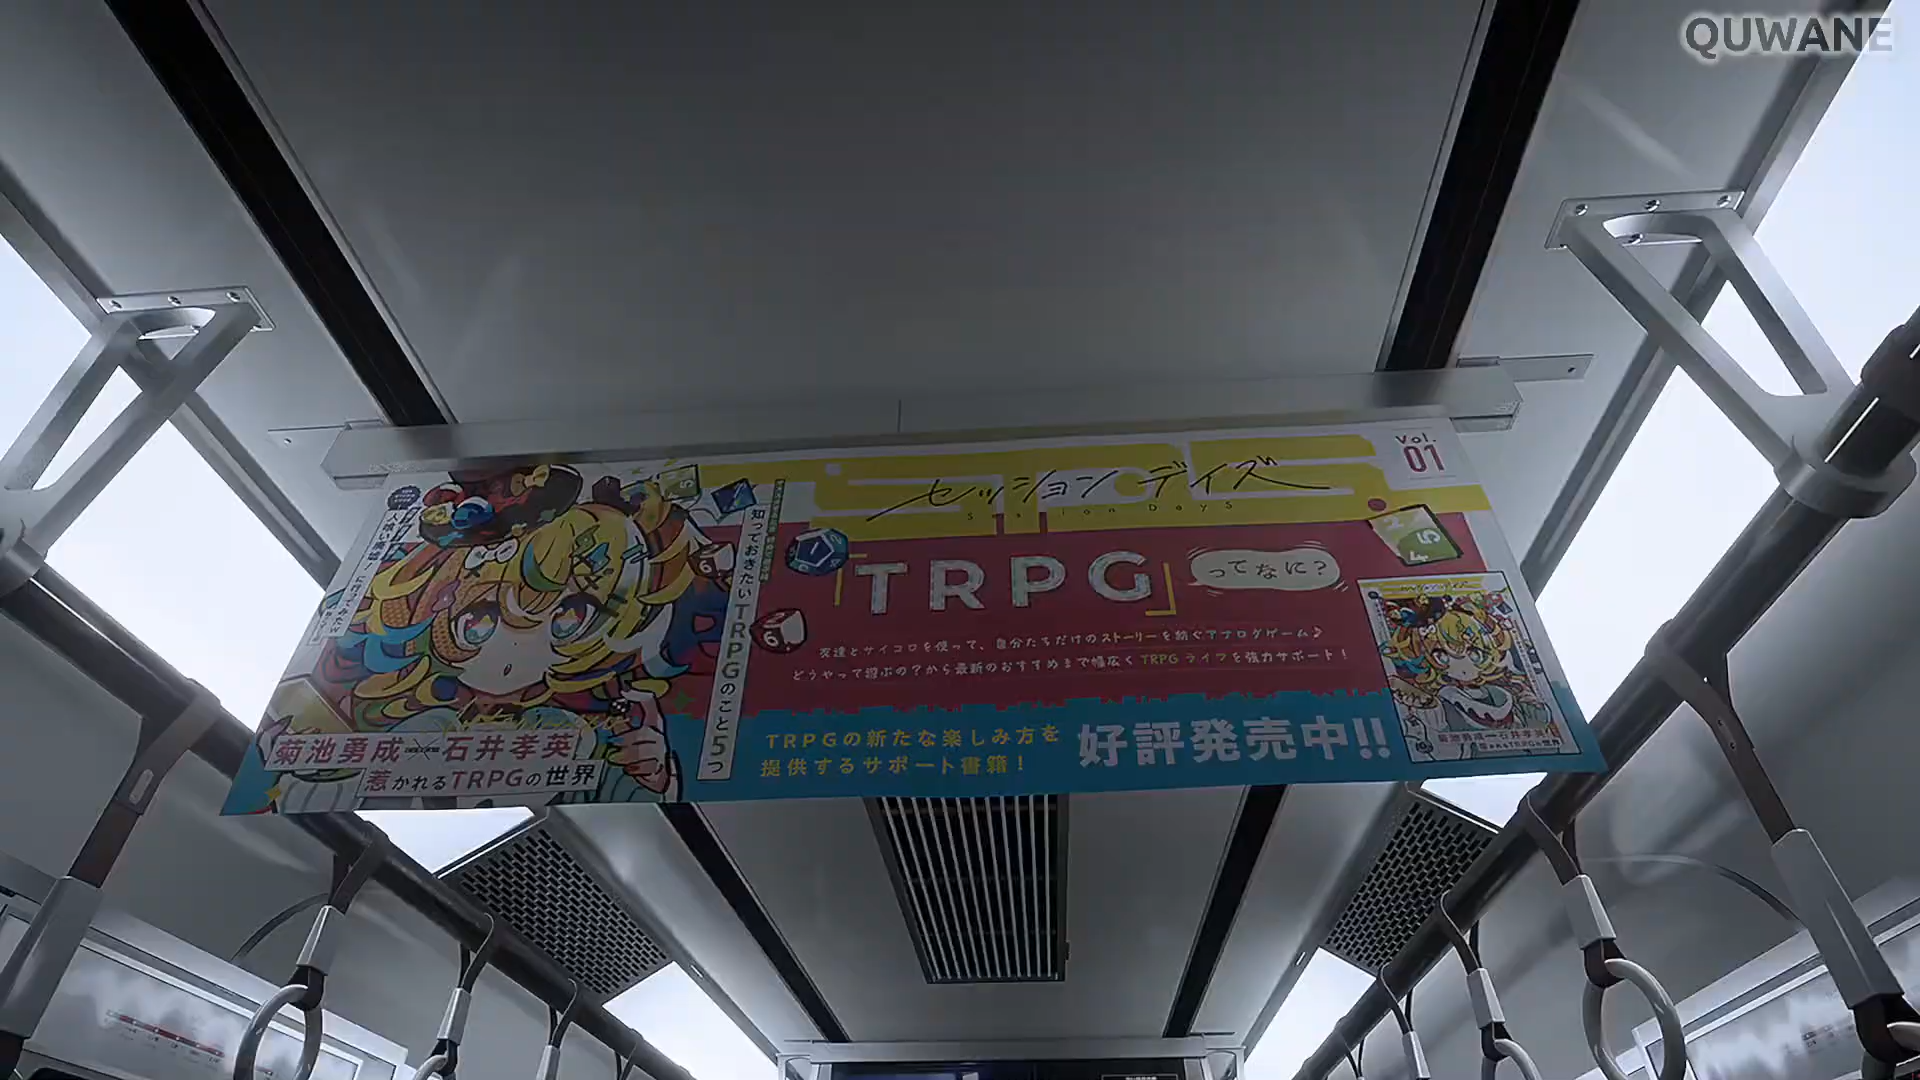 QUWANE
Vol.
01
セッションデイズ
Session Days
「TRPG」ってなに?
友達とサイコロを使って、自分たちだけのストーリーを紡ぐアナログゲーム♪
どうやって遊ぶの?から最新のおすすめまで幅広くTRPGライフを強力サポート!
知っておきたいTRPGのこと5つ
菊池勇成×石井孝英
惹かれるTRPGの世界
TRPGの新たな楽しみ方を
提供するサポート書籍!
好評発売中!!